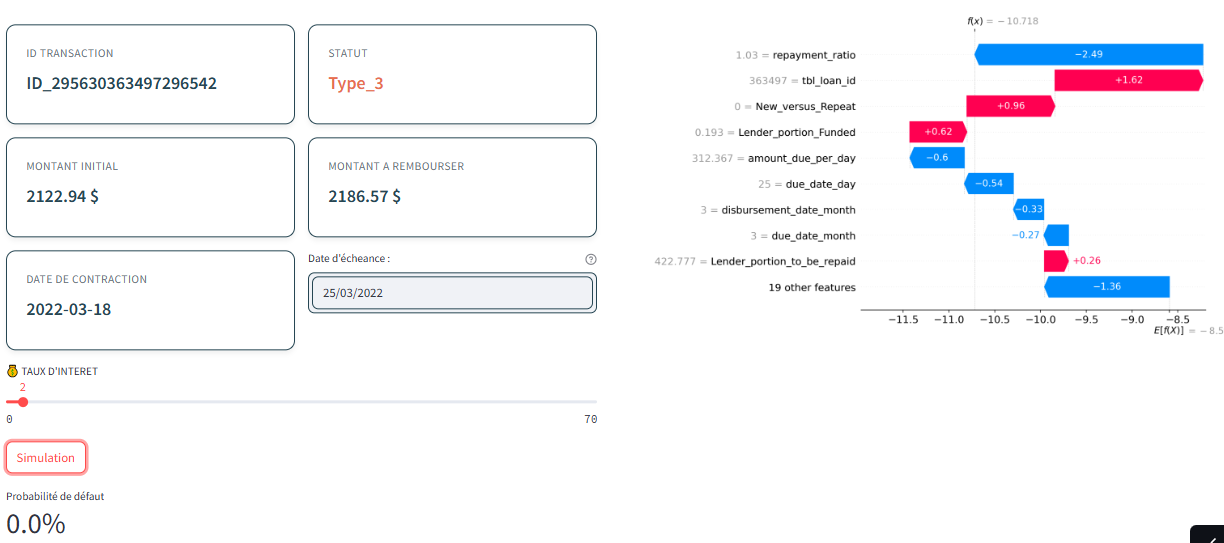 ID TRANSACTION
ID_295630363497296542
STATUT
Type_3
MONTANT INITIAL
2122.94 $
MONTANT A REMBOURSER
2186.57 $
DATE DE CONTRACTION
2022-03-18
Date d'écheance :
25/03/2022
TAUX D'INTERET
2
0 70
Simulation
Probabilité de défaut
0.0%
f(x) = −10.718
1.03 = repayment_ratio −2.49
363497 = tbl_loan_id +1.62
0 = New_versus_Repeat +0.96
0.193 = Lender_portion_Funded +0.62
312.367 = amount_due_per_day −0.6
25 = due_date_day −0.54
3 = disbursement_date_month −0.33
3 = due_date_month −0.27
422.777 = Lender_portion_to_be_repaid +0.26
19 other features −1.36
−11.5 −11.0 −10.5 −10.0 −9.5 −9.0 −8.5
E[f(X)] = −8.5